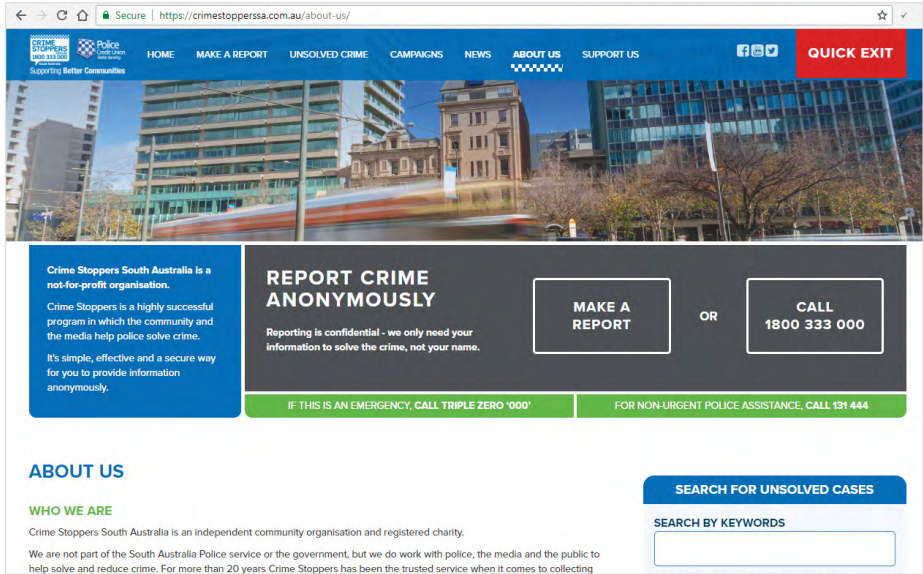 Secure | https://crimestopperssa.com.au/about-us/
CRIME
STOPPERS
1800 333 000
Police
Credit Union
Better Banking
Supporting Better Communities
HOME
MAKE A REPORT
UNSOLVED CRIME
CAMPAIGNS
NEWS
ABOUT US
SUPPORT US
QUICK EXIT
Crime Stoppers South Australia is a
not-for-profit organisation.
Crime Stoppers is a highly successful
program in which the community and
the media help police solve crime.
It's simple, effective and a secure way
for you to provide information
anonymously.
REPORT CRIME
ANONYMOUSLY
Reporting is confidential - we only need your
information to solve the crime, not your name.
MAKE A
REPORT
OR
CALL
1800 333 000
IF THIS IS AN EMERGENCY, CALL TRIPLE ZERO '000'
FOR NON-URGENT POLICE ASSISTANCE, CALL 131 444
ABOUT US
WHO WE ARE
Crime Stoppers South Australia is an independent community organisation and registered charity.
We are not part of the South Australia Police service or the government, but we do work with police, the media and the public to
help solve and reduce crime. For more than 20 years Crime Stoppers has been the trusted service when it comes to collecting
SEARCH FOR UNSOLVED CASES
SEARCH BY KEYWORDS